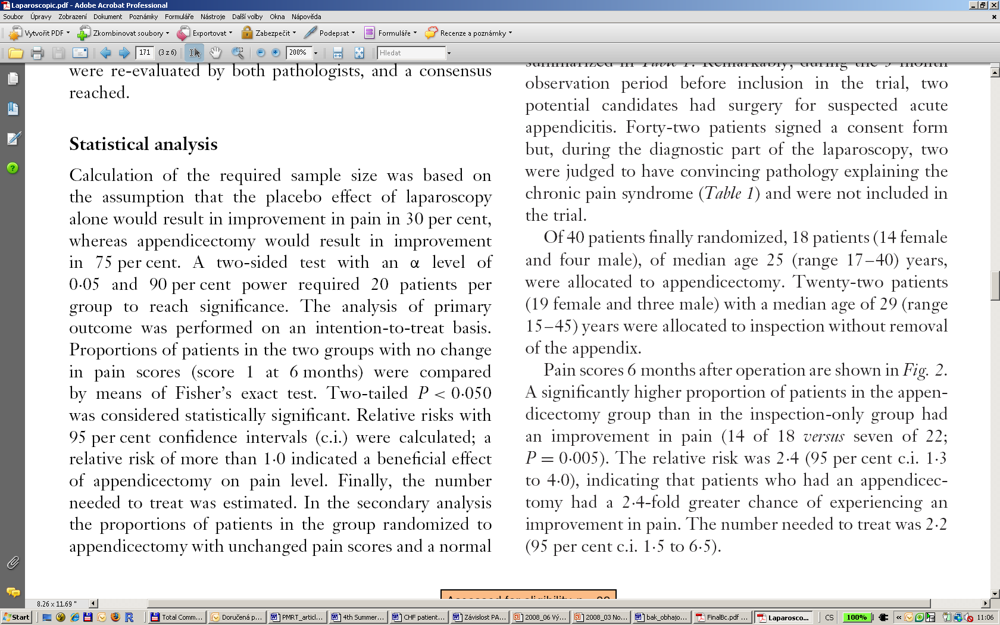 Laparoscopic.pdf - Adobe Acrobat Professional
Soubor Úpravy Zobrazení Dokument Poznámky Formuláře Nástroje Další volby Okna Nápověda
Vytvořit PDF Zkombinovat soubory Exportovat Zabezpečit Podepsat Formuláře Recenze a poznámky
171 (3 z 6) 200% Hledat
were re-evaluated by both pathologists, and a consensus
reached.
Statistical analysis
Calculation of the required sample size was based on
the assumption that the placebo effect of laparoscopy
alone would result in improvement in pain in 30 per cent,
whereas appendicectomy would result in improvement
in 75 per cent. A two-sided test with an α level of
0·05 and 90 per cent power required 20 patients per
group to reach significance. The analysis of primary
outcome was performed on an intention-to-treat basis.
Proportions of patients in the two groups with no change
in pain scores (score 1 at 6 months) were compared
by means of Fisher's exact test. Two-tailed P < 0·050
was considered statistically significant. Relative risks with
95 per cent confidence intervals (c.i.) were calculated; a
relative risk of more than 1·0 indicated a beneficial effect
of appendicectomy on pain level. Finally, the number
needed to treat was estimated. In the secondary analysis
the proportions of patients in the group randomized to
appendicectomy with unchanged pain scores and a normal
summarized in Table 1. Remarkably, during the 3-month
observation period before inclusion in the trial, two
potential candidates had surgery for suspected acute
appendicitis. Forty-two patients signed a consent form
but, during the diagnostic part of the laparoscopy, two
were judged to have convincing pathology explaining the
chronic pain syndrome (Table 1) and were not included in
the trial.
Of 40 patients finally randomized, 18 patients (14 female
and four male), of median age 25 (range 17–40) years,
were allocated to appendicectomy. Twenty-two patients
(19 female and three male) with a median age of 29 (range
15–45) years were allocated to inspection without removal
of the appendix.
Pain scores 6 months after operation are shown in Fig. 2.
A significantly higher proportion of patients in the appen-
dicectomy group than in the inspection-only group had
an improvement in pain (14 of 18 versus seven of 22;
P = 0·005). The relative risk was 2·4 (95 per cent c.i. 1·3
to 4·0), indicating that patients who had an appendicec-
tomy had a 2·4-fold greater chance of experiencing an
improvement in pain. The number needed to treat was 2·2
(95 per cent c.i. 1·5 to 6·5).
8.26 x 11.69 "
Start Total Comm... Doručená p... PMRT_articl... 4th Summer... CHF patient... Závislost PA... 2008_06 Vý... 2008_03 No... bak_obhajo... FinalBc.pdf ... Laparosco... CS 100% « 11:06